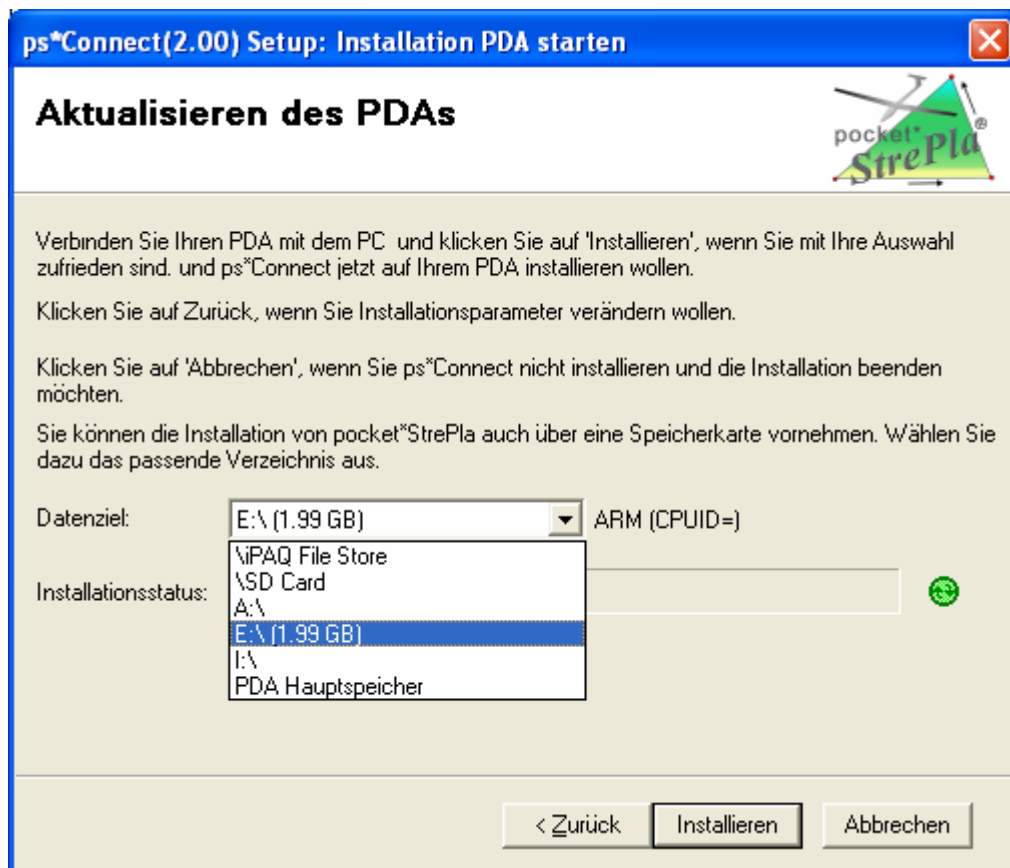 ps*Connect(2.00) Setup: Installation PDA starten
Aktualisieren des PDAs
pocket*
StrePla®
Verbinden Sie Ihren PDA mit dem PC und klicken Sie auf 'Installieren', wenn Sie mit Ihre Auswahl
zufrieden sind. und ps*Connect jetzt auf Ihrem PDA installieren wollen.
Klicken Sie auf Zurück, wenn Sie Installationsparameter verändern wollen.
Klicken Sie auf 'Abbrechen', wenn Sie ps*Connect nicht installieren und die Installation beenden
möchten.
Sie können die Installation von pocket*StrePla auch über eine Speicherkarte vornehmen. Wählen Sie
dazu das passende Verzeichnis aus.
Datenziel: E:\ (1.99 GB) ARM (CPUID=)
\iPAQ File Store
\SD Card
Installationsstatus:
A:\
E:\ (1.99 GB)
I:\
PDA Hauptspeicher
< Zurück Installieren Abbrechen